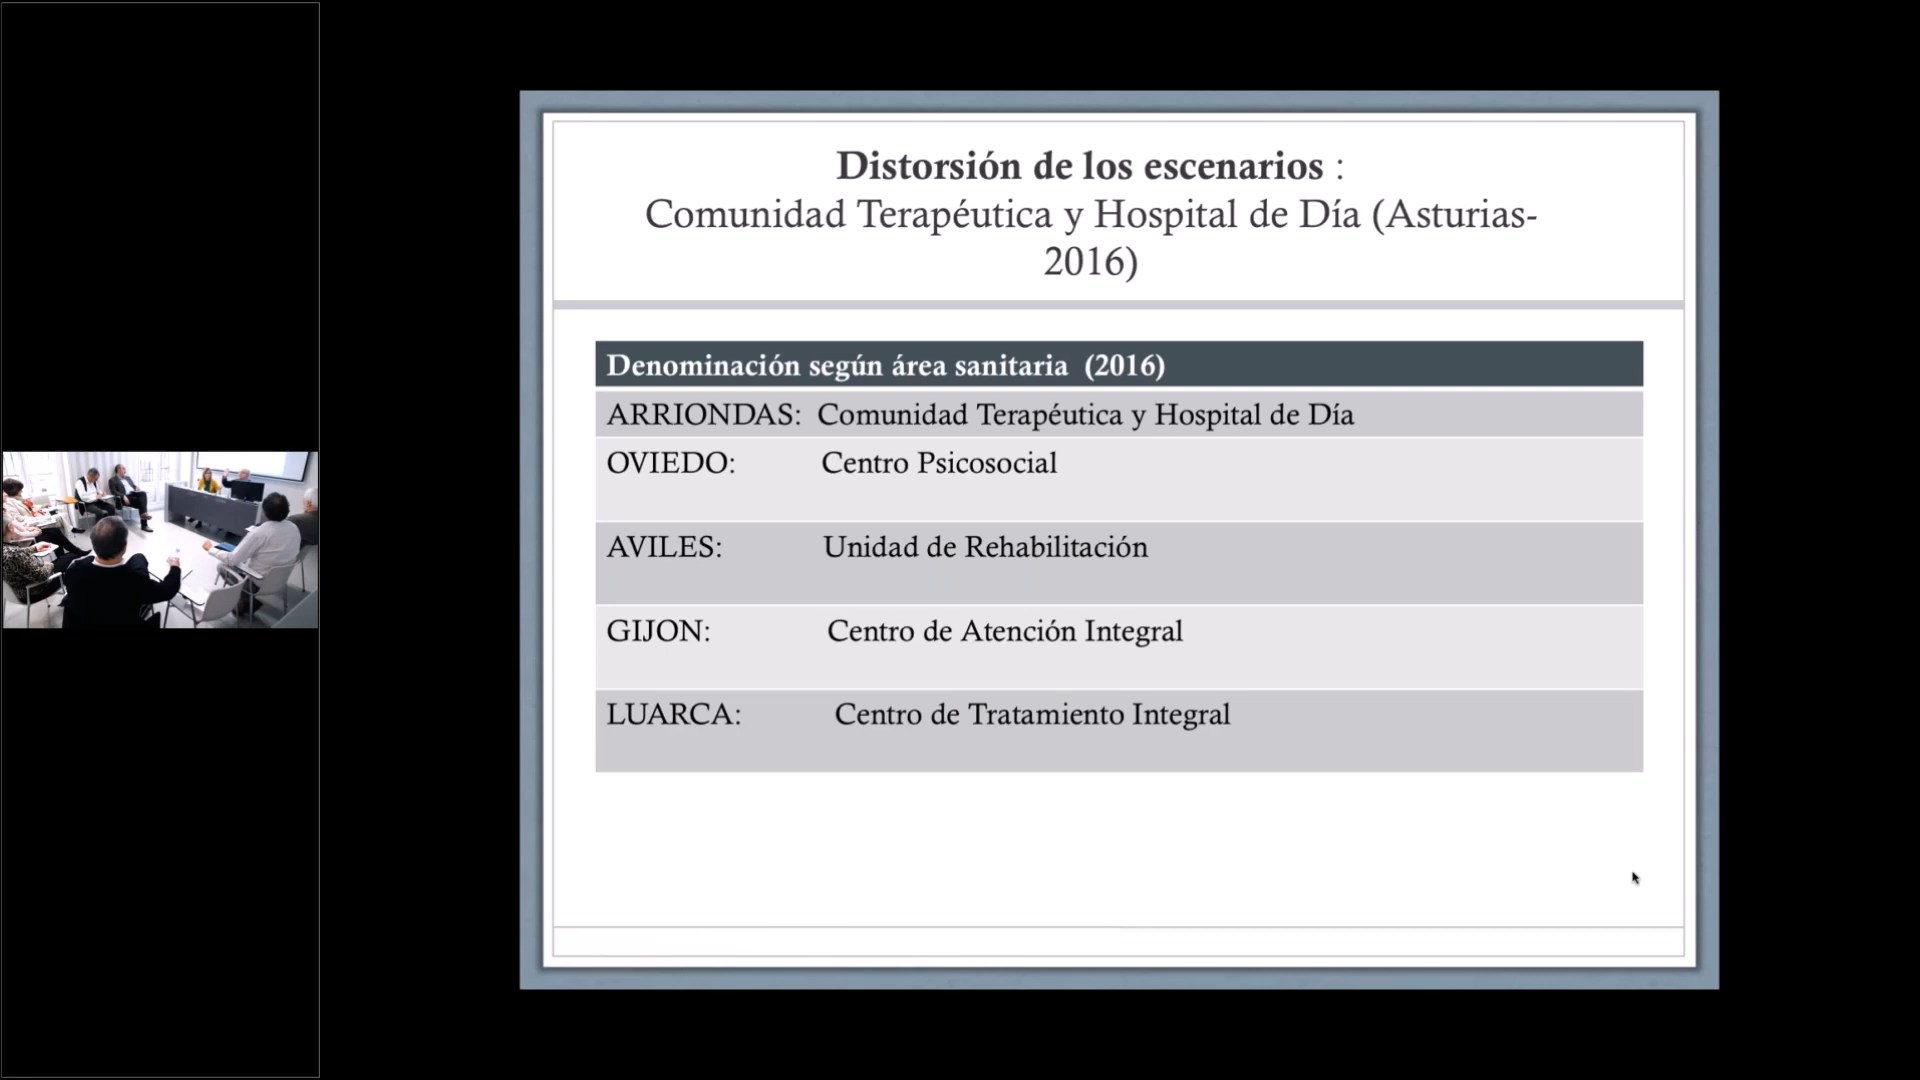 Distorsión de los escenarios :
Comunidad Terapéutica y Hospital de Día (Asturias-
2016)
Denominación según área sanitaria (2016)
ARRIONDAS: Comunidad Terapéutica y Hospital de Día
OVIEDO: Centro Psicosocial
AVILES: Unidad de Rehabilitación
GIJON: Centro de Atención Integral
LUARCA: Centro de Tratamiento Integral